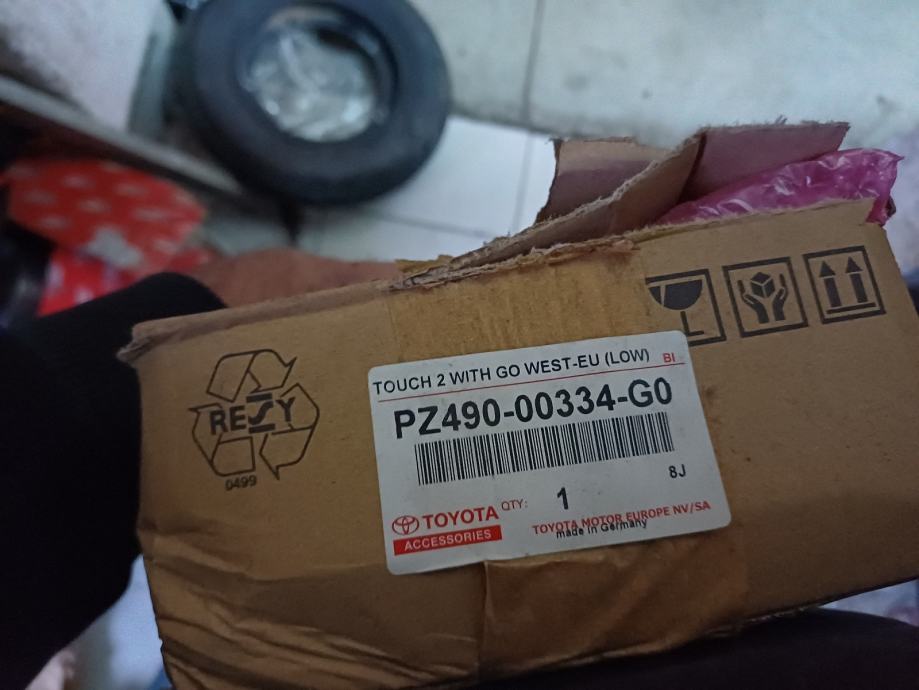 TOUCH 2 WITH GO WEST-EU (LOW) BI
PZ490-00334-G0
8J
QTY: 1
TOYOTA
ACCESSORIES
TOYOTA MOTOR EUROPE NV/SA
made in Germany
RESY
0499